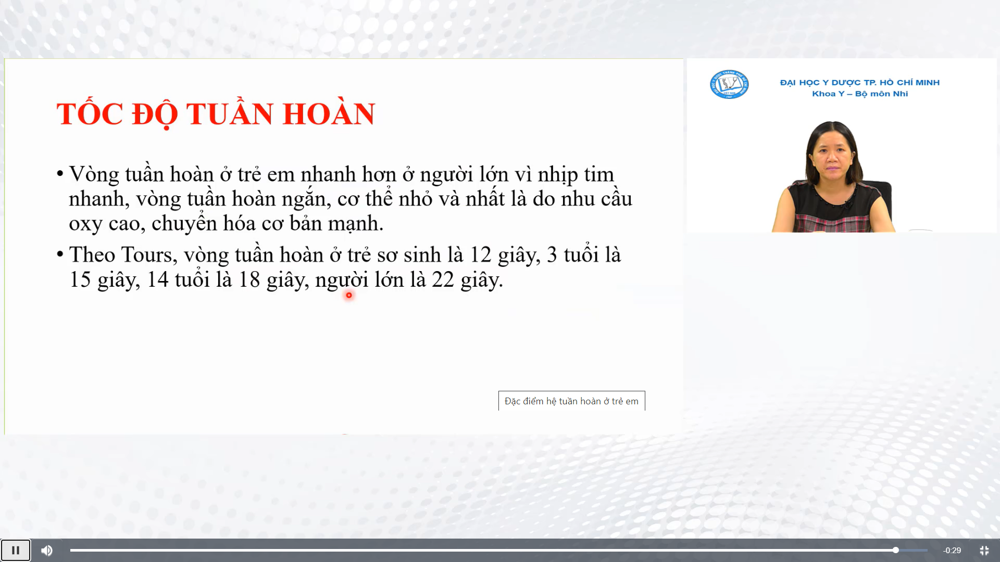 TỐC ĐỘ TUẦN HOÀN
• Vòng tuần hoàn ở trẻ em nhanh hơn ở người lớn vì nhịp tim
nhanh, vòng tuần hoàn ngắn, cơ thể nhỏ và nhất là do nhu cầu
oxy cao, chuyển hóa cơ bản mạnh.
• Theo Tours, vòng tuần hoàn ở trẻ sơ sinh là 12 giây, 3 tuổi là
15 giây, 14 tuổi là 18 giây, người lớn là 22 giây.
Đặc điểm hệ tuần hoàn ở trẻ em
ĐẠI HỌC Y DƯỢC TP. HỒ CHÍ MINH
Khoa Y – Bộ môn Nhi
-0:29